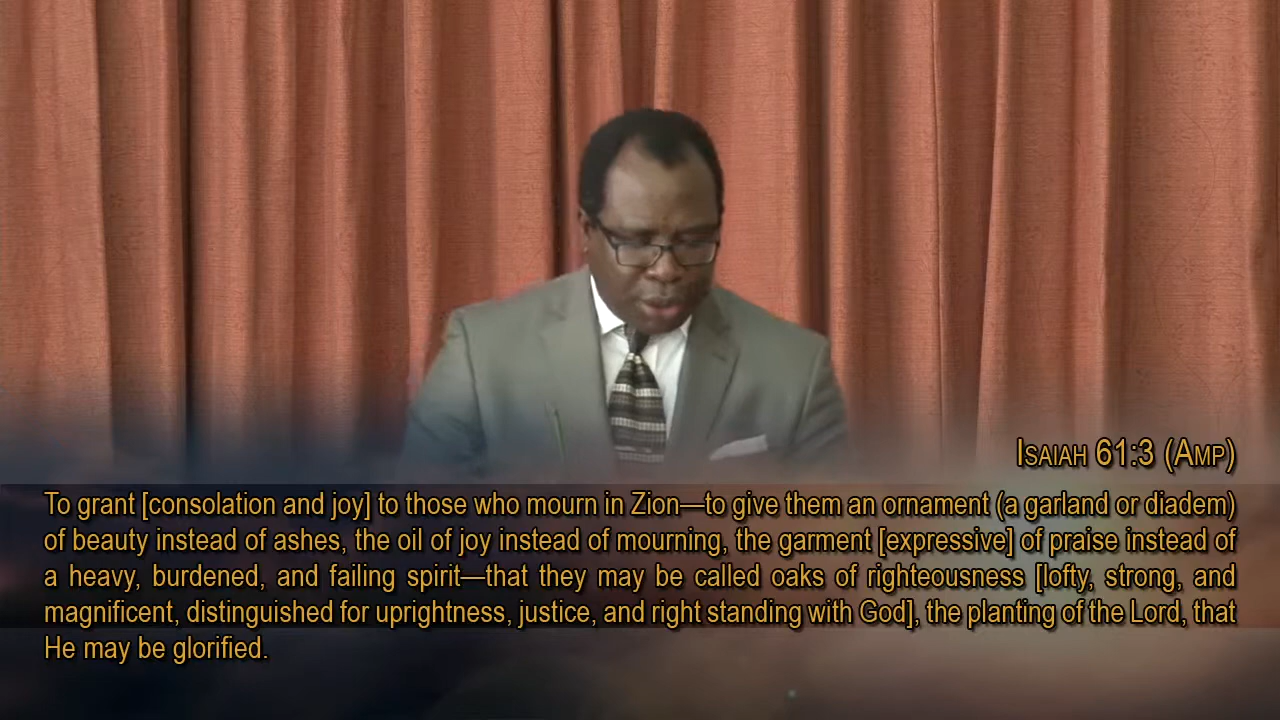 Isaiah 61:3 (Amp)
To grant [consolation and joy] to those who mourn in Zion—to give them an ornament (a garland or diadem)
of beauty instead of ashes, the oil of joy instead of mourning, the garment [expressive] of praise instead of
a heavy, burdened, and failing spirit—that they may be called oaks of righteousness [lofty, strong, and
magnificent, distinguished for uprightness, justice, and right standing with God], the planting of the Lord, that
He may be glorified.